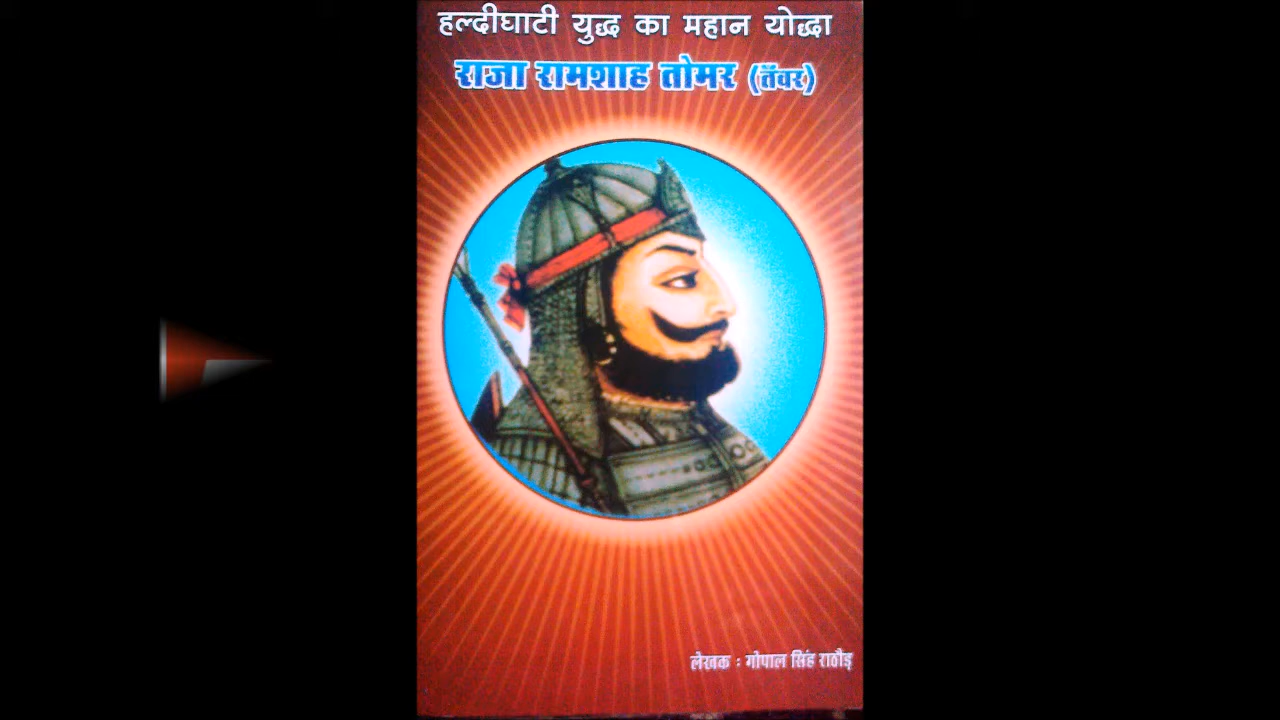 हल्दीघाटी युद्ध का महान योद्धा
राजा रामशाह तोमर (तँवर)
लेखक : गोपाल सिंह राठौड़